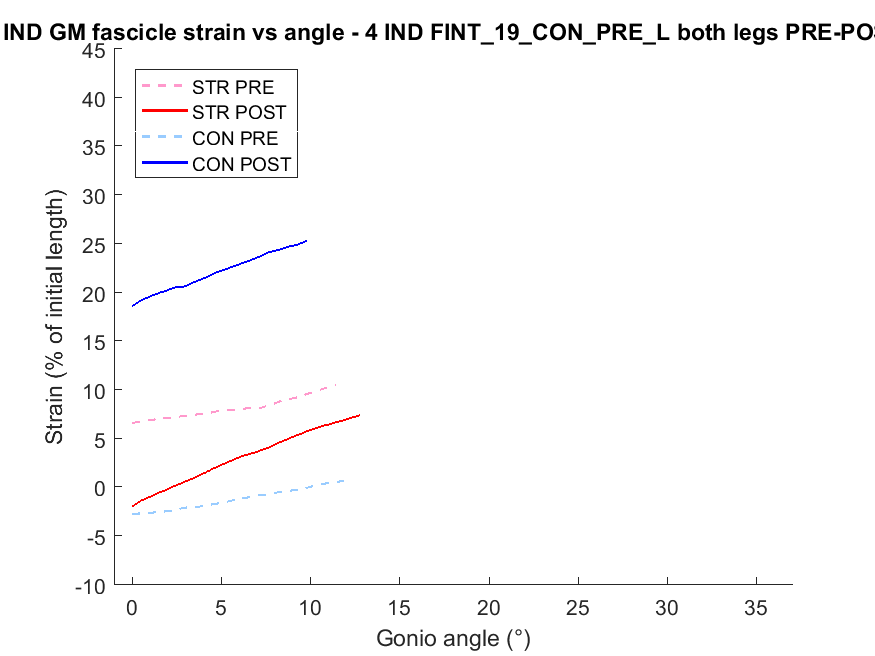 IND GM fascicle strain vs angle - 4 IND FINT_19_CON_PRE_L both legs PRE-POS
45
40
35
30
25
20
15
10
5
0
-5
-10
STR PRE
STR POST
CON PRE
CON POST
Strain (% of initial length)
0 5 10 15 20 25 30 35
Gonio angle (°)